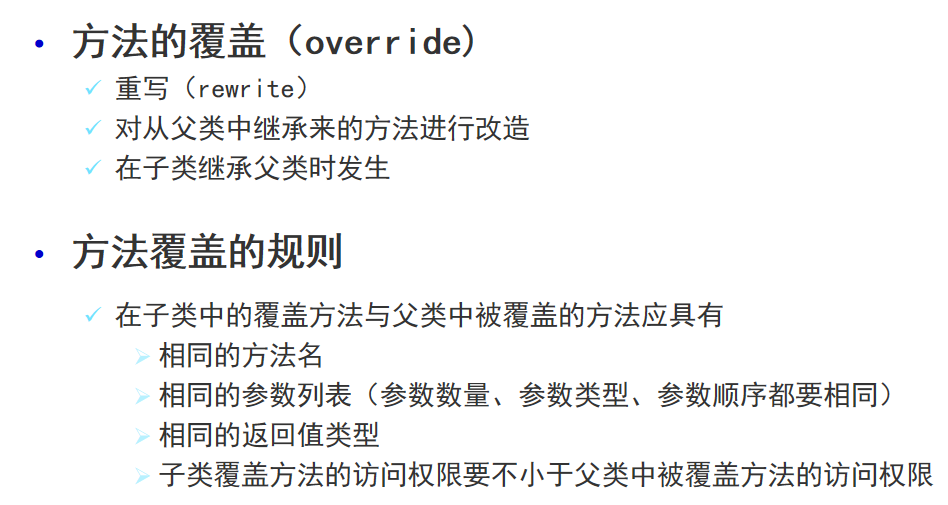 • 方法的覆盖（override)
✓ 重写（rewrite）
✓ 对从父类中继承来的方法进行改造
✓ 在子类继承父类时发生
• 方法覆盖的规则
✓ 在子类中的覆盖方法与父类中被覆盖的方法应具有
➢ 相同的方法名
➢ 相同的参数列表（参数数量、参数类型、参数顺序都要相同）
➢ 相同的返回值类型
➢ 子类覆盖方法的访问权限要不小于父类中被覆盖方法的访问权限